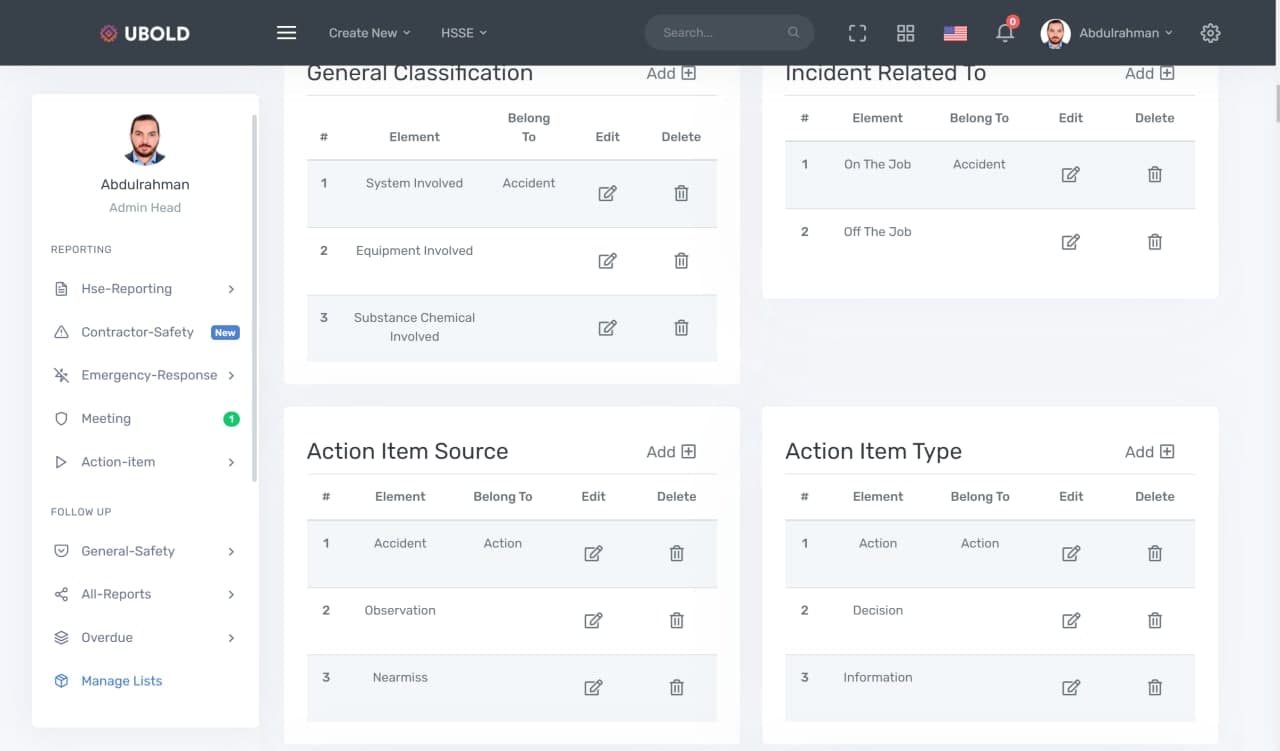 UBOLD
Create New
HSSE
Search...
0
Abdulrahman
Abdulrahman
Admin Head
REPORTING
Hse-Reporting
Contractor-Safety New
Emergency-Response
Meeting 1
Action-item
FOLLOW UP
General-Safety
All-Reports
Overdue
Manage Lists
General Classification Add
# Element Belong To Edit Delete
1 System Involved Accident
2 Equipment Involved
3 Substance Chemical
Involved
Incident Related To Add
# Element Belong To Edit Delete
1 On The Job Accident
2 Off The Job
Action Item Source Add
# Element Belong To Edit Delete
1 Accident Action
2 Observation
3 Nearmiss
Action Item Type Add
# Element Belong To Edit Delete
1 Action Action
2 Decision
3 Information